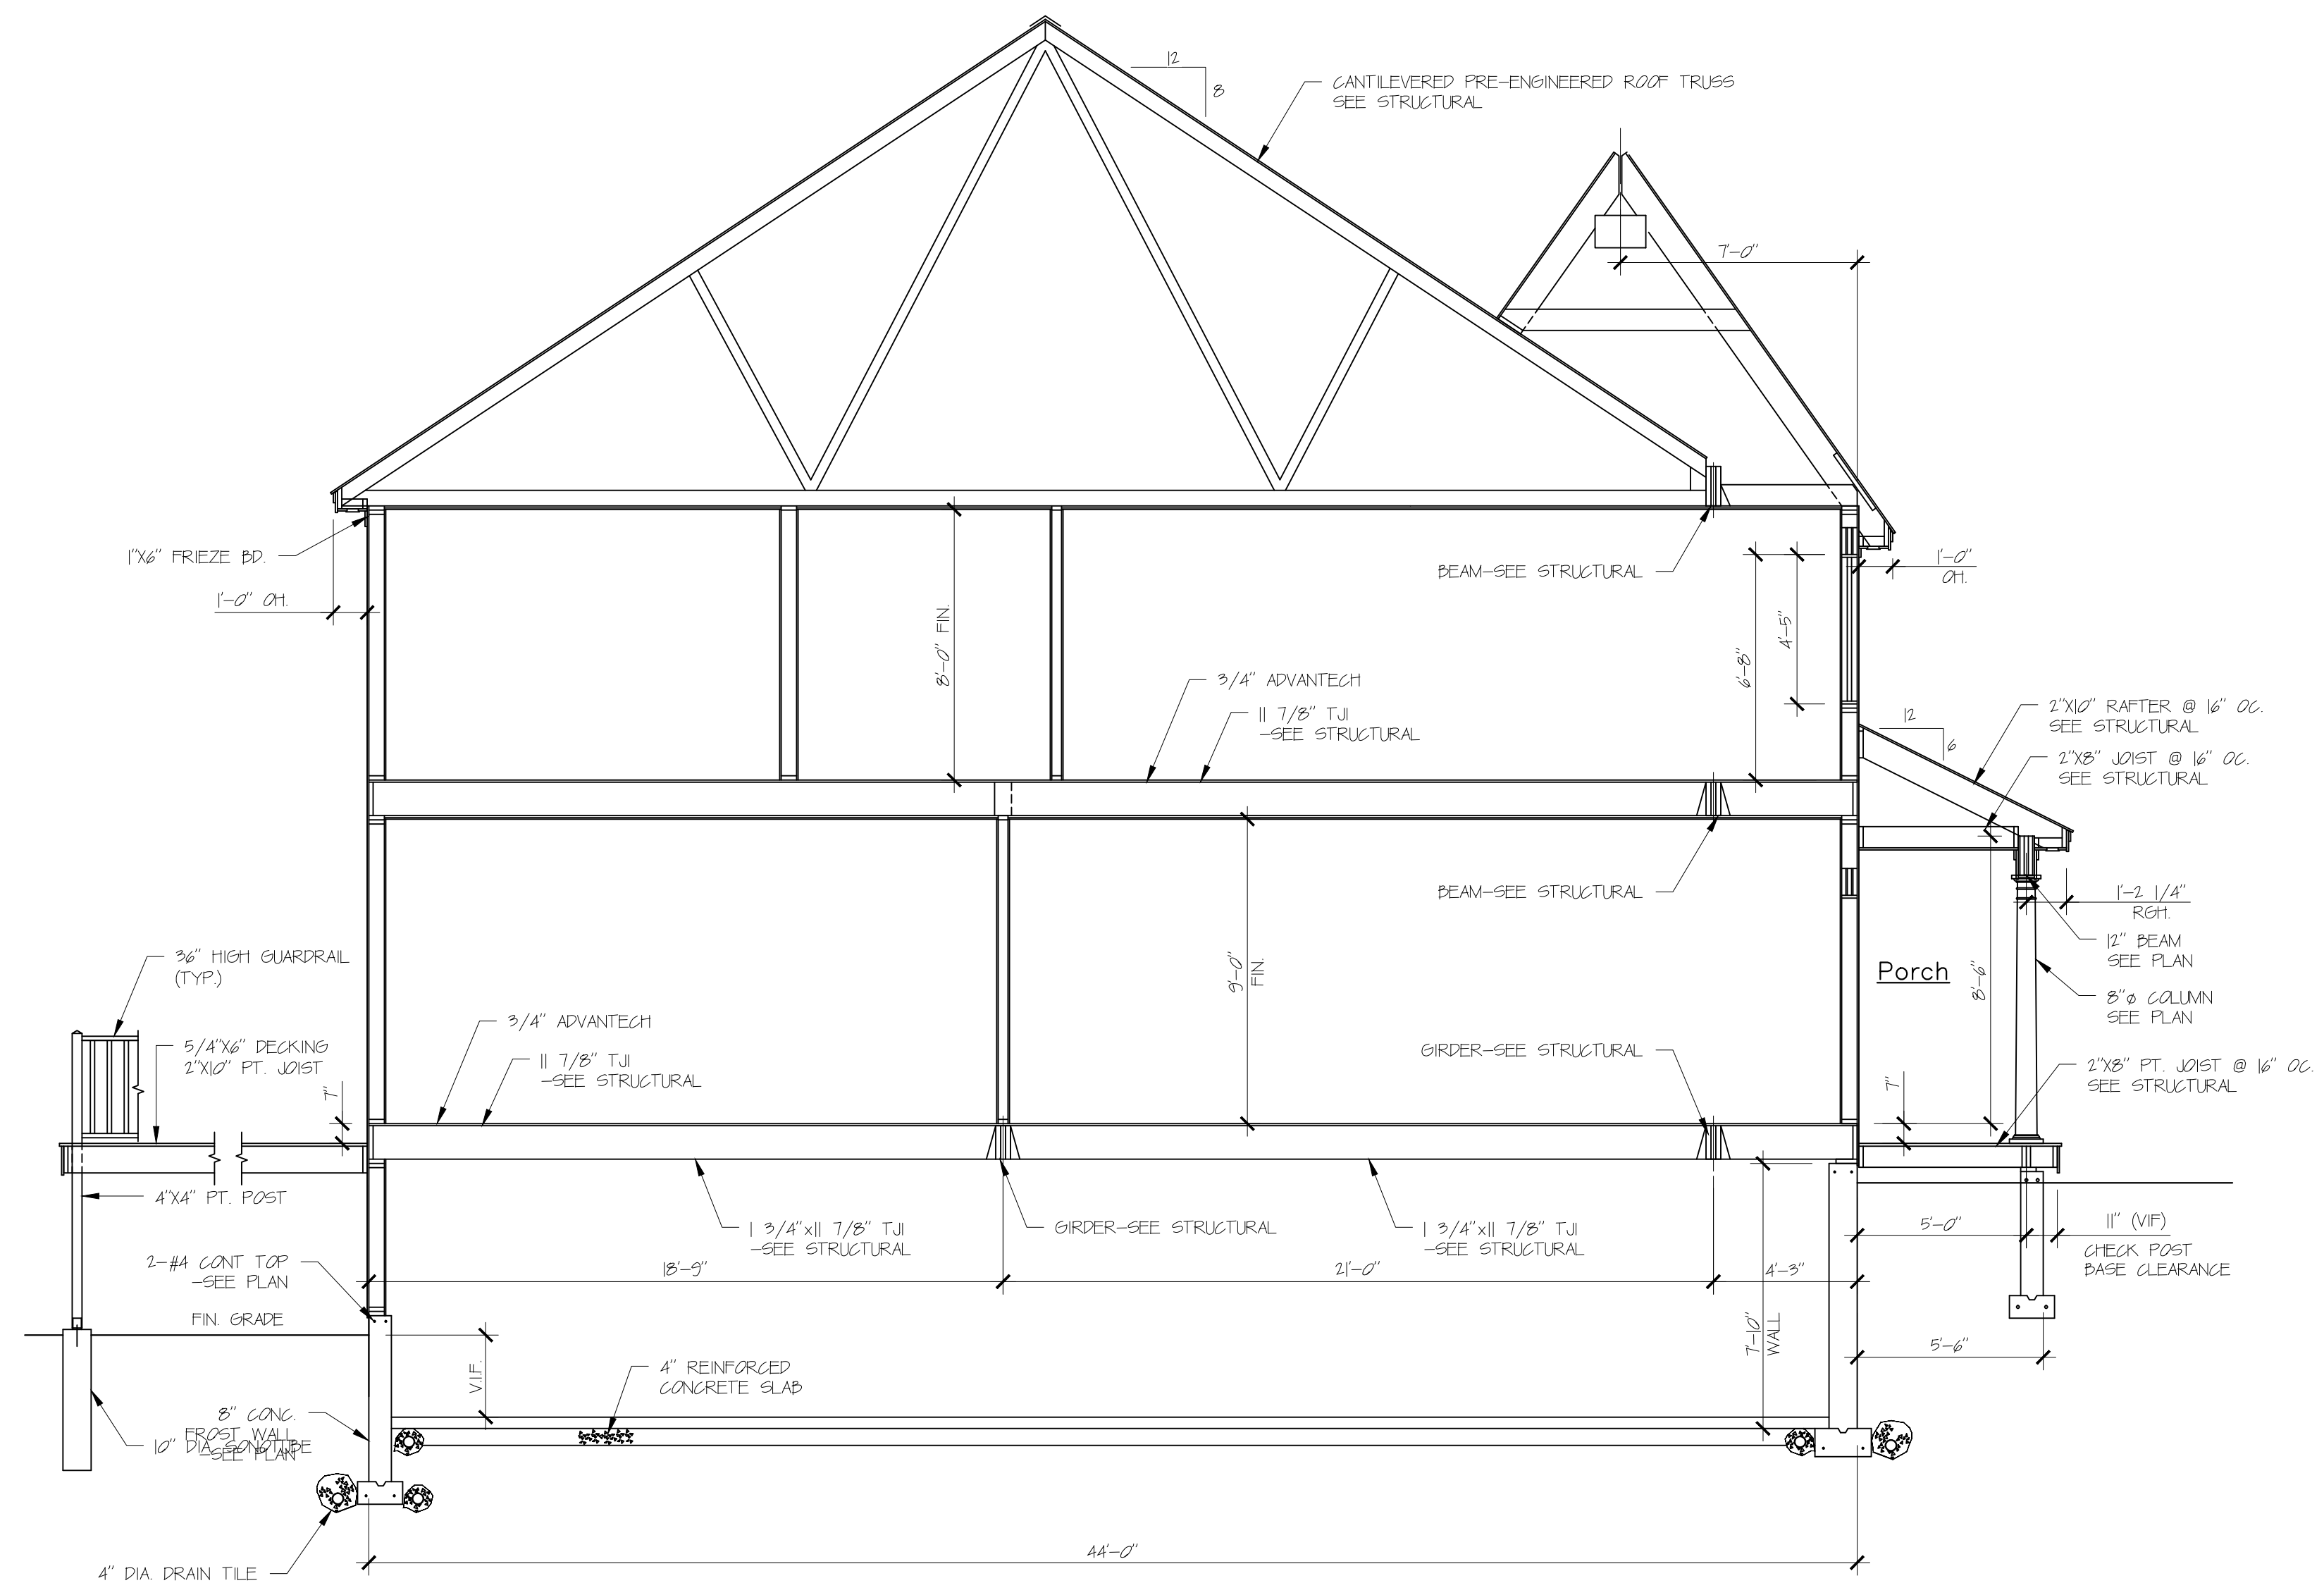 12
8
CANTILEVERED PRE-ENGINEERED ROOF TRUSS
SEE STRUCTURAL
7'-0"
1"X6" FRIEZE BD.
1'-0" OH.
BEAM-SEE STRUCTURAL
1'-0"
OH.
8'-0" FIN.
6'-8"
4'-5"
3/4" ADVANTECH
11 7/8" TJI
-SEE STRUCTURAL
12
6
2"X10" RAFTER @ 16" OC.
SEE STRUCTURAL
2"X8" JOIST @ 16" OC.
SEE STRUCTURAL
BEAM-SEE STRUCTURAL
1'-2 1/4"
RGH.
12" BEAM
SEE PLAN
36" HIGH GUARDRAIL
(TYP.)
9'-0"
FIN.
Porch
8'-6"
8"ø COLUMN
SEE PLAN
3/4" ADVANTECH
11 7/8" TJI
-SEE STRUCTURAL
5/4"X6" DECKING
2"X10" PT. JOIST
7"
GIRDER-SEE STRUCTURAL
7"
2"X8" PT. JOIST @ 16" OC.
SEE STRUCTURAL
4"X4" PT. POST
1 3/4"x11 7/8" TJI
-SEE STRUCTURAL
GIRDER-SEE STRUCTURAL
1 3/4"x11 7/8" TJI
-SEE STRUCTURAL
5'-0"
11" (VIF)
CHECK POST
BASE CLEARANCE
2-#4 CONT TOP
-SEE PLAN
18'-9"
21'-0"
4'-3"
FIN. GRADE
7'-10"
WALL
5'-6"
V.I.F.
4" REINFORCED
CONCRETE SLAB
8" CONC.
FROST WALL
-SEE PLAN
10" DIA. SONOTUBE
4" DIA. DRAIN TILE
44'-0"